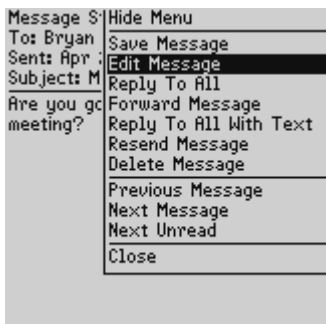 Message S
To: Bryan
Sent: Apr
Subject: M
Are you go
meeting?
Hide Menu
Save Message
Edit Message
Reply To All
Forward Message
Reply To All With Text
Resend Message
Delete Message
Previous Message
Next Message
Next Unread
Close